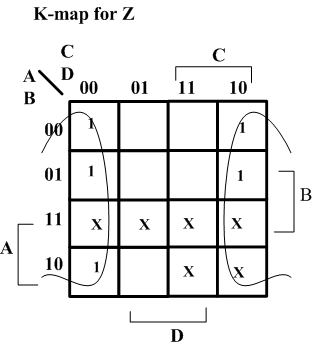 K-map for Z
C
C
A D 00 01 11 10
B
00 1 1
01 1 1
B
11 X X X X
A
10 1 X X
D